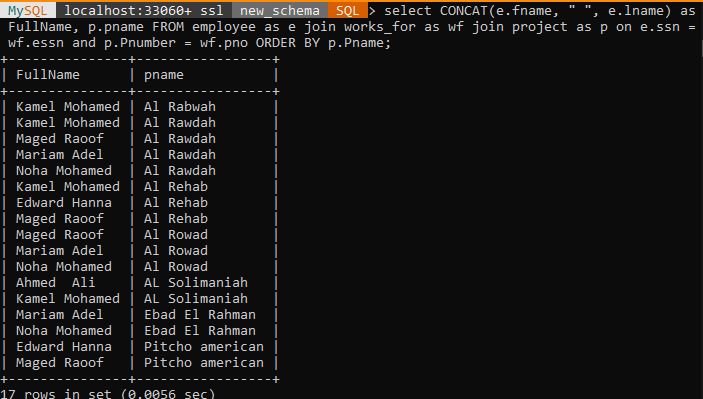 MySQL localhost:33060+ ssl new_schema SQL > select CONCAT(e.fname, " ", e.lname) as
FullName, p.pname FROM employee as e join works_for as wf join project as p on e.ssn =
wf.essn and p.Pnumber = wf.pno ORDER BY p.Pname;
+---------------+-----------------+
| FullName      | pname           |
+---------------+-----------------+
| Kamel Mohamed | Al Rabwah       |
| Kamel Mohamed | Al Rawdah       |
| Maged Raoof   | Al Rawdah       |
| Mariam Adel   | Al Rawdah       |
| Noha Mohamed  | Al Rawdah       |
| Kamel Mohamed | Al Rehab        |
| Edward Hanna  | Al Rehab        |
| Maged Raoof   | Al Rehab        |
| Maged Raoof   | Al Rowad        |
| Mariam Adel   | Al Rowad        |
| Noha Mohamed  | Al Rowad        |
| Ahmed  Ali    | AL Solimaniah   |
| Kamel Mohamed | AL Solimaniah   |
| Mariam Adel   | Ebad El Rahman  |
| Noha Mohamed  | Ebad El Rahman  |
| Edward Hanna  | Pitcho american |
| Maged Raoof   | Pitcho american |
+---------------+-----------------+
17 rows in set (0.0056 sec)